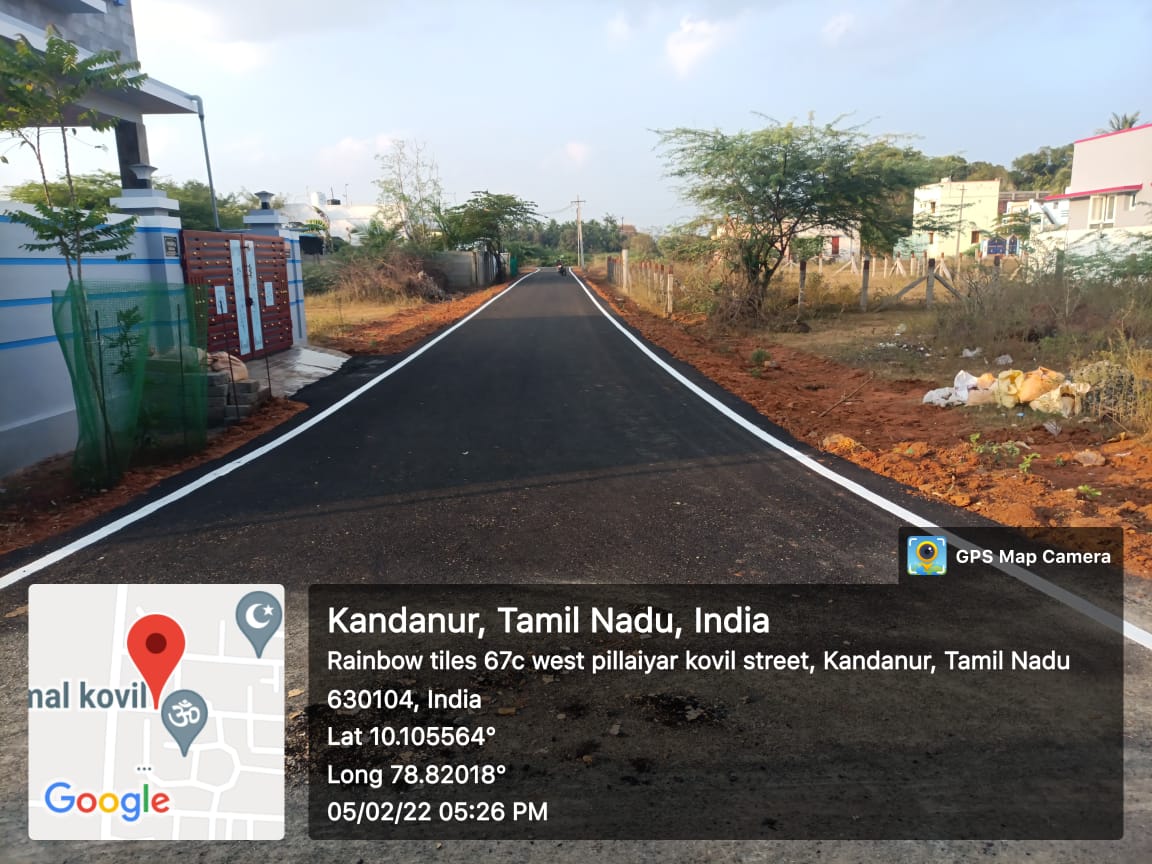 GPS Map Camera
Kandanur, Tamil Nadu, India
Rainbow tiles 67c west pillaiyar kovil street, Kandanur, Tamil Nadu
630104, India
Lat 10.105564°
Long 78.82018°
05/02/22 05:26 PM
nal kovil
ॐ
...
Google